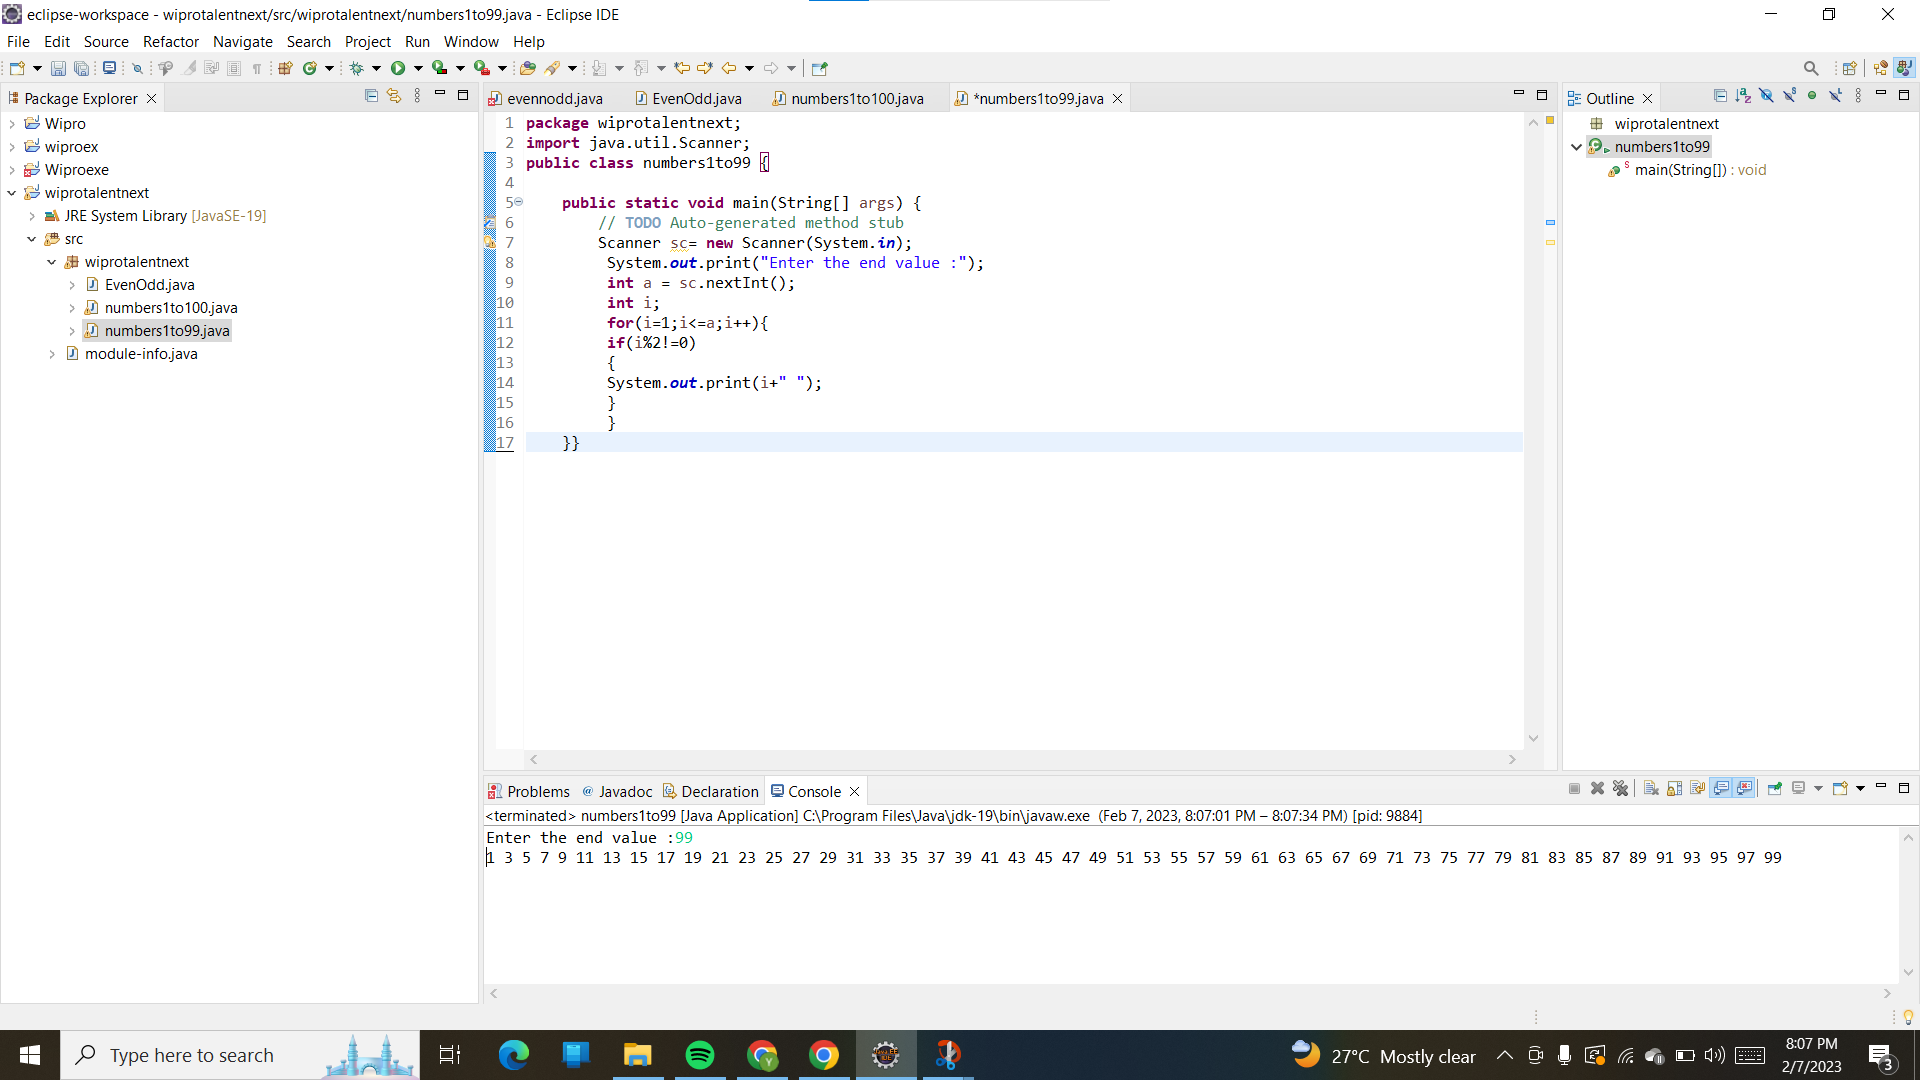 eclipse-workspace - wiprotalentnext/src/wiprotalentnext/numbers1to99.java - Eclipse IDE
File Edit Source Refactor Navigate Search Project Run Window Help
Package Explorer
Wipro
wiproex
Wiproexe
wiprotalentnext
JRE System Library [JavaSE-19]
src
wiprotalentnext
EvenOdd.java
numbers1to100.java
numbers1to99.java
module-info.java
evennodd.java EvenOdd.java numbers1to100.java *numbers1to99.java
1 package wiprotalentnext;
2 import java.util.Scanner;
3 public class numbers1to99 {
4
5 public static void main(String[] args) {
6 // TODO Auto-generated method stub
7 Scanner sc= new Scanner(System.in);
8 System.out.print("Enter the end value :");
9 int a = sc.nextInt();
10 int i;
11 for(i=1;i<=a;i++){
12 if(i%2!=0)
13 {
14 System.out.print(i+" ");
15 }
16 }
17 }}
Outline
wiprotalentnext
numbers1to99
main(String[]) : void
Problems @ Javadoc Declaration Console
<terminated> numbers1to99 [Java Application] C:\Program Files\Java\jdk-19\bin\javaw.exe (Feb 7, 2023, 8:07:01 PM – 8:07:34 PM) [pid: 9884]
Enter the end value :99
1 3 5 7 9 11 13 15 17 19 21 23 25 27 29 31 33 35 37 39 41 43 45 47 49 51 53 55 57 59 61 63 65 67 69 71 73 75 77 79 81 83 85 87 89 91 93 95 97 99
Type here to search
27°C Mostly clear
8:07 PM
2/7/2023
3